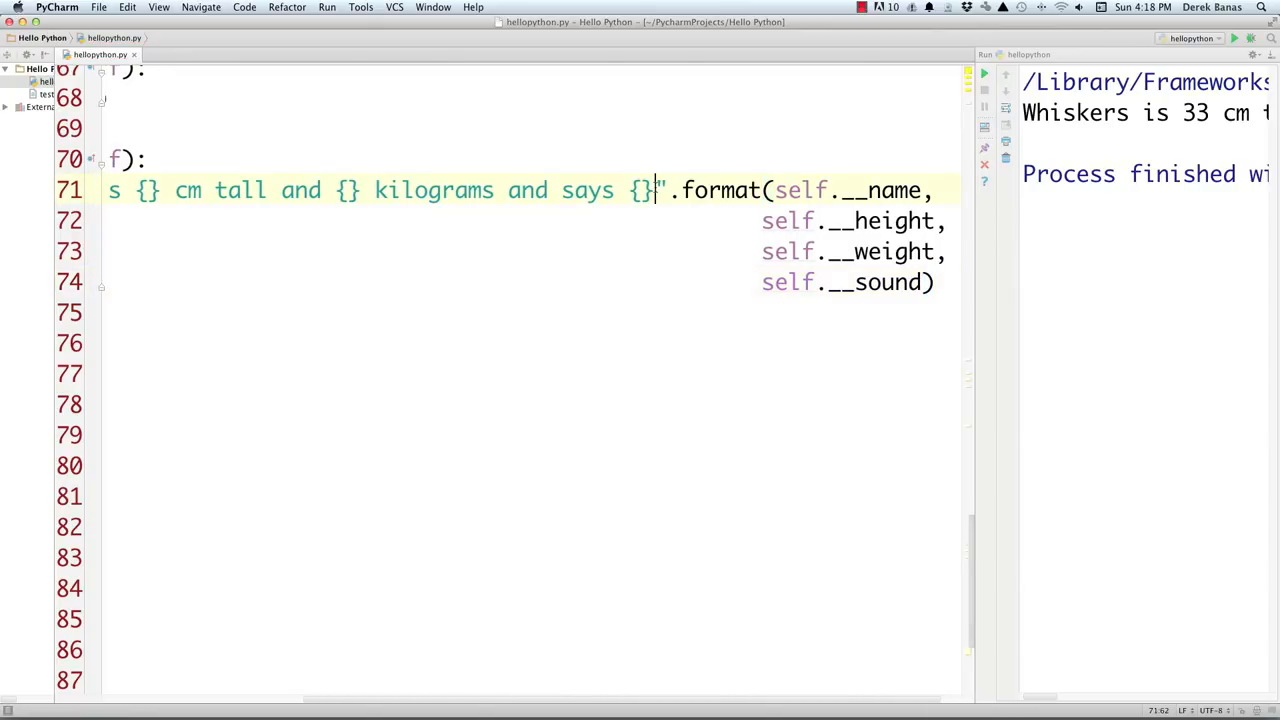 PyCharm File Edit View Navigate Code Refactor Run Tools VCS Window Help 10 Sun 4:18 PM Derek Banas
hellopython.py – Hello Python – [~/PycharmProjects/Hello Python]
Hello Python hellopython.py hellopython
hellopython.py Run hellopython
Hello P
hell
test
Externa
67 f):
68
69
70 f):
71 s {} cm tall and {} kilograms and says {}".format(self.__name,
72 self.__height,
73 self.__weight,
74 self.__sound)
75
76
77
78
79
80
81
82
83
84
85
86
87
/Library/Frameworks
Whiskers is 33 cm t
Process finished wi
71:62 LF UTF-8